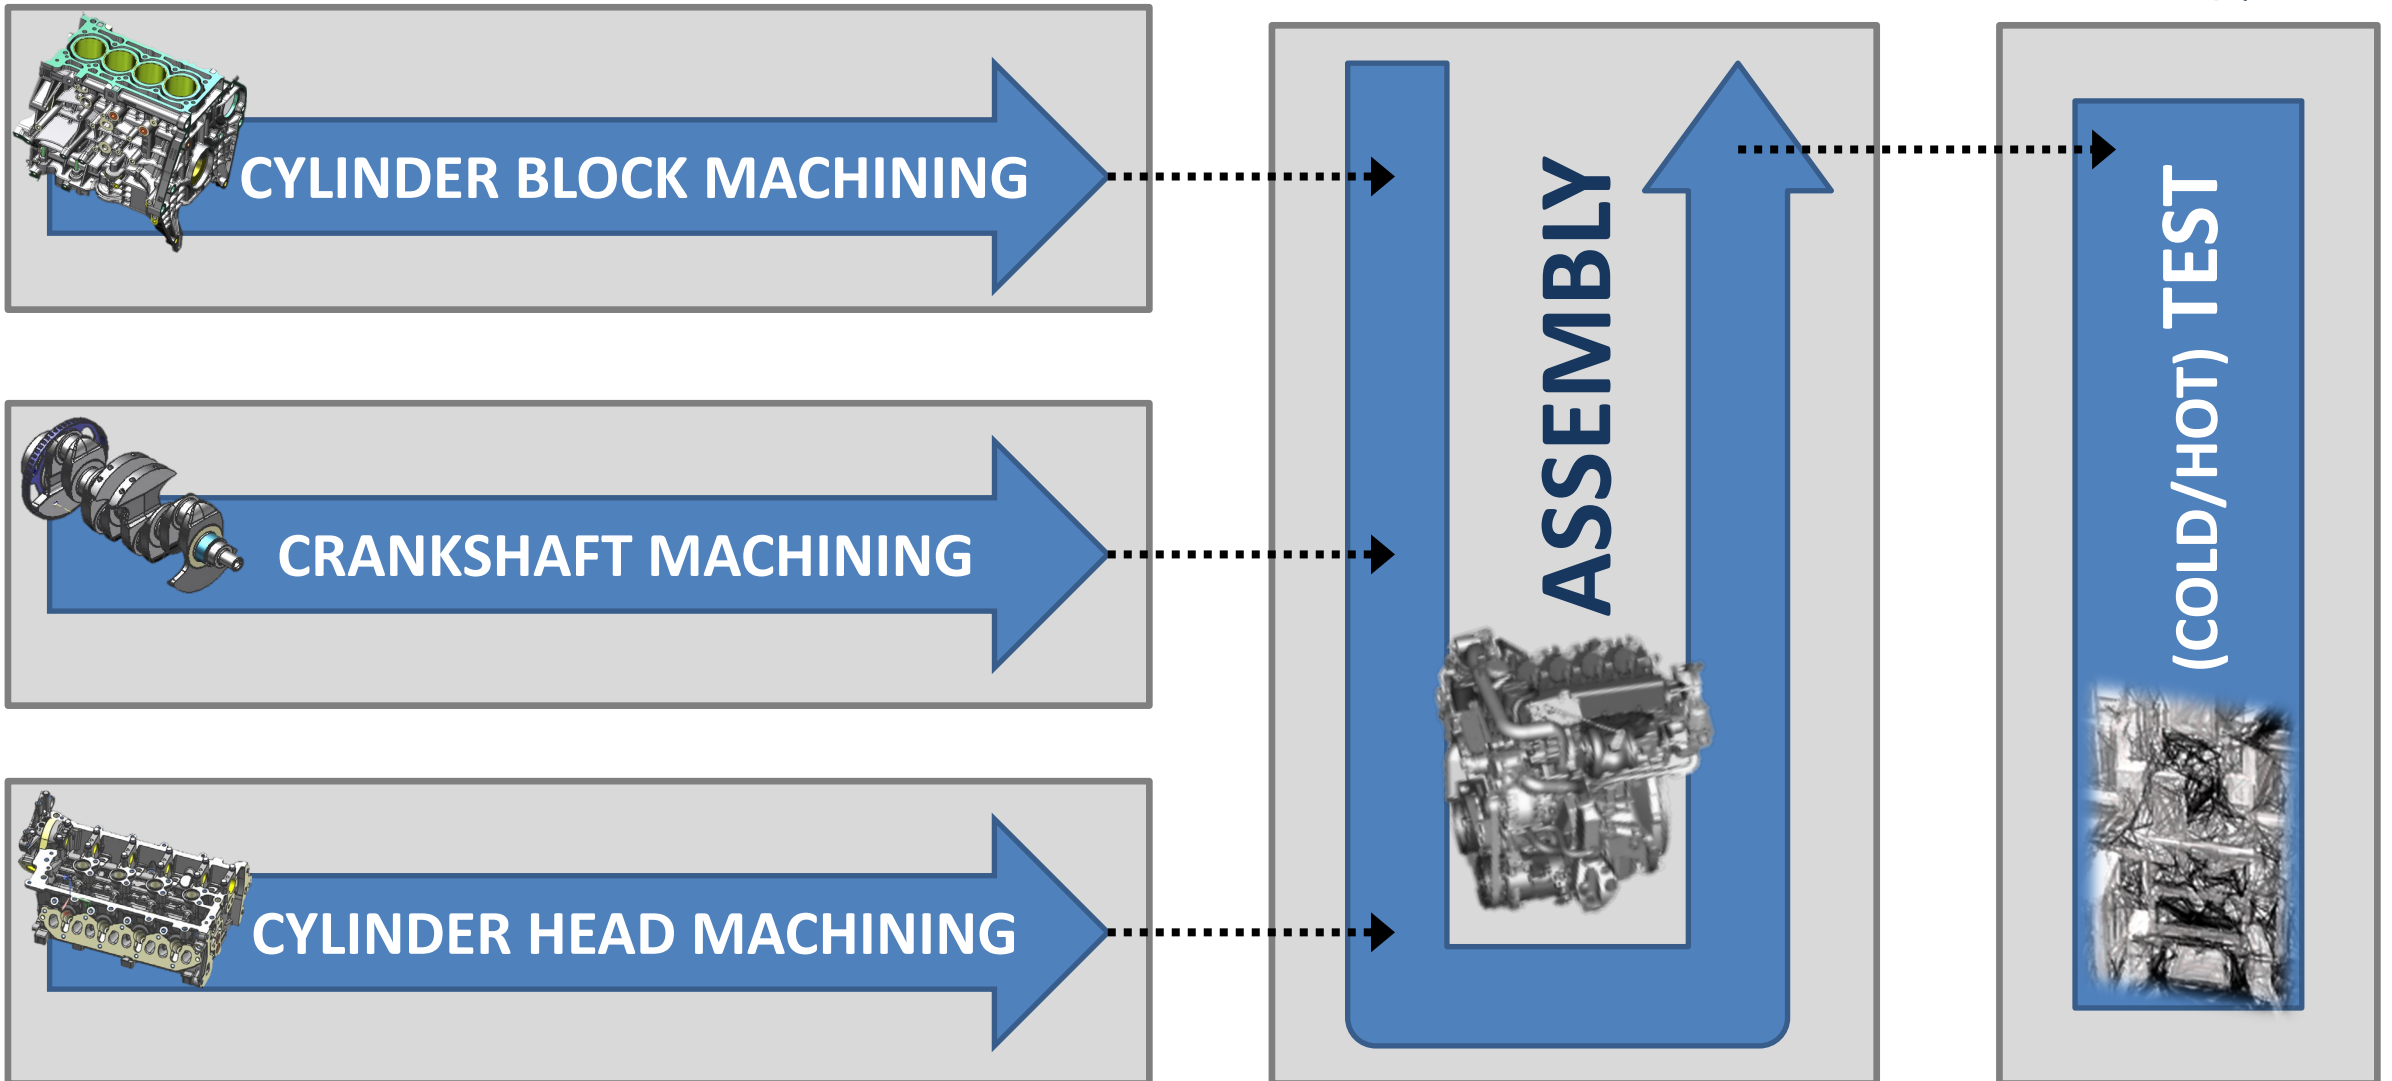 CYLINDER BLOCK MACHINING
CRANKSHAFT MACHINING
CYLINDER HEAD MACHINING
ASSEMBLY
(COLD/HOT) TEST